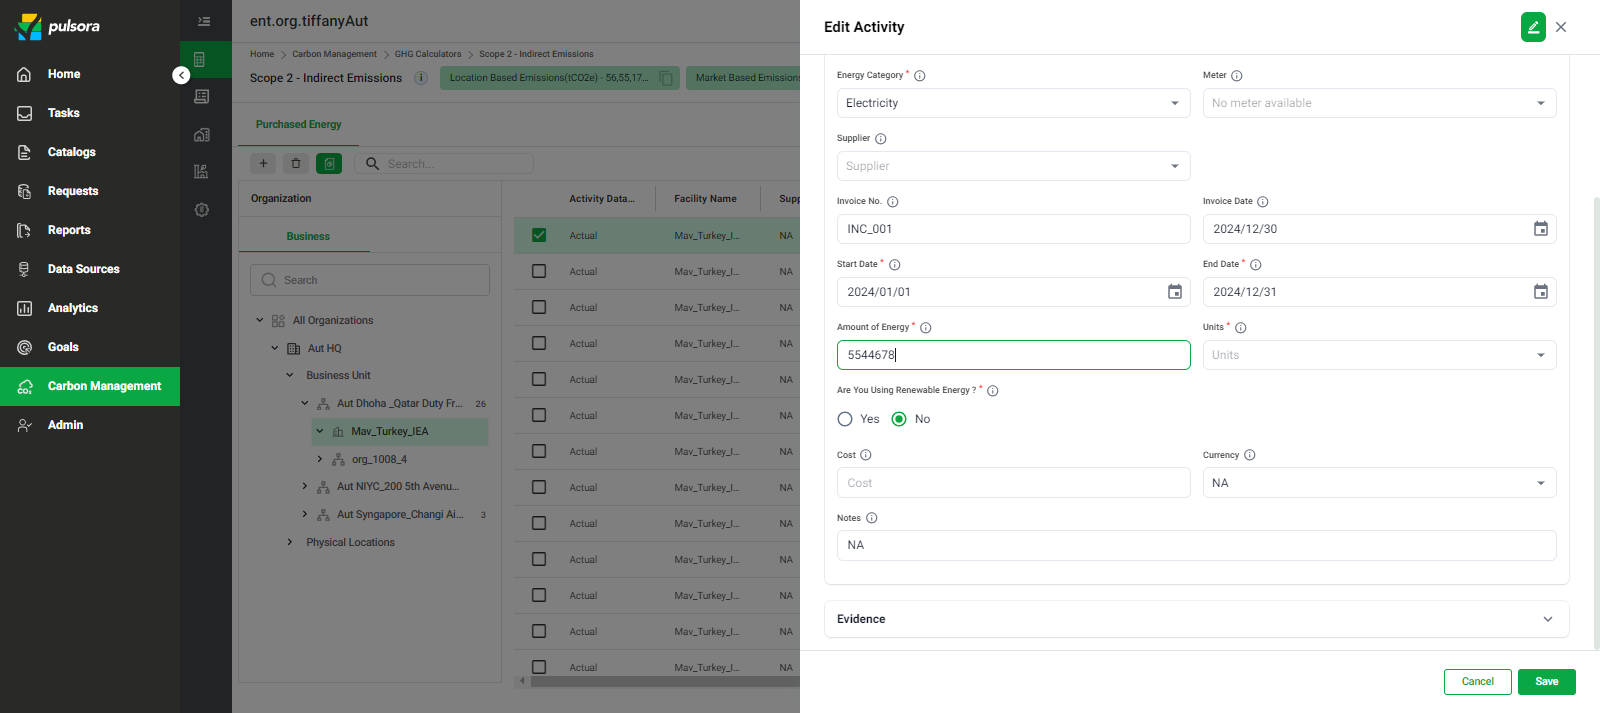 pulsora
Home
Tasks
Catalogs
Requests
Reports
Data Sources
Analytics
Goals
Carbon Management
Admin
ent.org.tiffanyAut
Home > Carbon Management > GHG Calculators > Scope 2 - Indirect Emissions
Scope 2 - Indirect Emissions
Location Based Emissions(tCO2e) - 56,55,17...
Market Based Emissions
Purchased Energy
Search...
Organization
Business
Search
All Organizations
Aut HQ
Business Unit
Aut Dhoha _Qatar Duty Fr... 26
Mav_Turkey_IEA
org_1008_4
Aut NIYC_200 5th Avenu...
Aut Syngapore_Changi Ai... 3
Physical Locations
Activity Data... Facility Name Supp
Actual Mav_Turkey_I... NA
Actual Mav_Turkey_I... NA
Actual Mav_Turkey_I... NA
Actual Mav_Turkey_I... NA
Actual Mav_Turkey_I... NA
Actual Mav_Turkey_I... NA
Actual Mav_Turkey_I... NA
Actual Mav_Turkey_I... NA
Actual Mav_Turkey_I... NA
Actual Mav_Turkey_I... NA
Actual Mav_Turkey_I... NA
Actual Mav_Turkey_I... NA
Actual Mav_Turkey_I... NA
Edit Activity
Energy Category * Meter
Electricity No meter available
Supplier
Supplier
Invoice No. Invoice Date
INC_001 2024/12/30
Start Date * End Date *
2024/01/01 2024/12/31
Amount of Energy * Units *
5544678 Units
Are You Using Renewable Energy ? *
Yes No
Cost Currency
Cost NA
Notes
NA
Evidence
Cancel Save